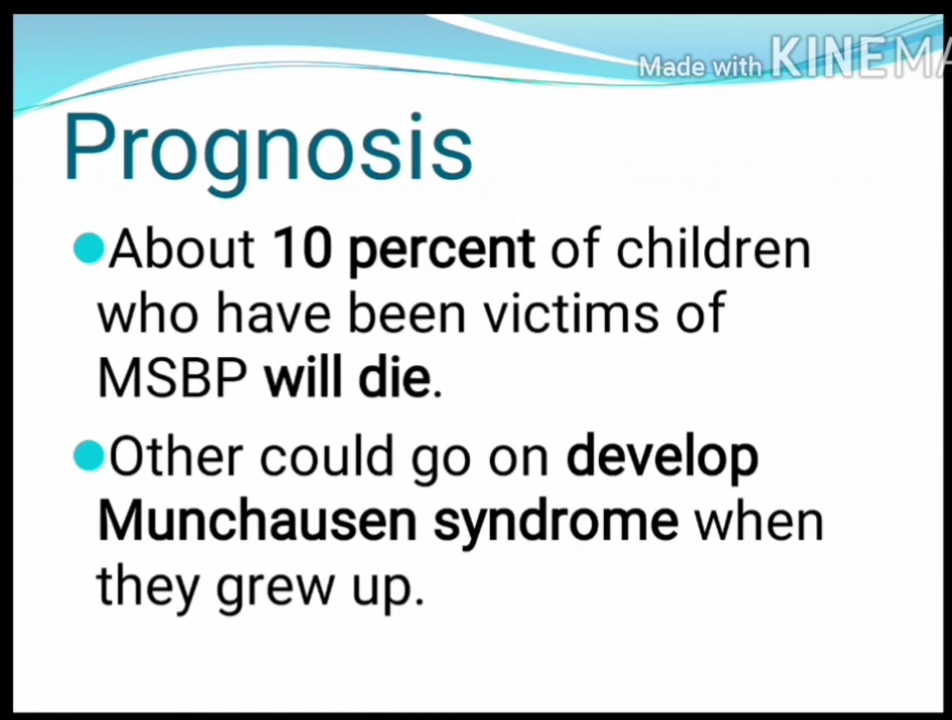 Made with KINEMA
Prognosis
About 10 percent of children
who have been victims of
MSBP will die.
Other could go on develop
Munchausen syndrome when
they grew up.